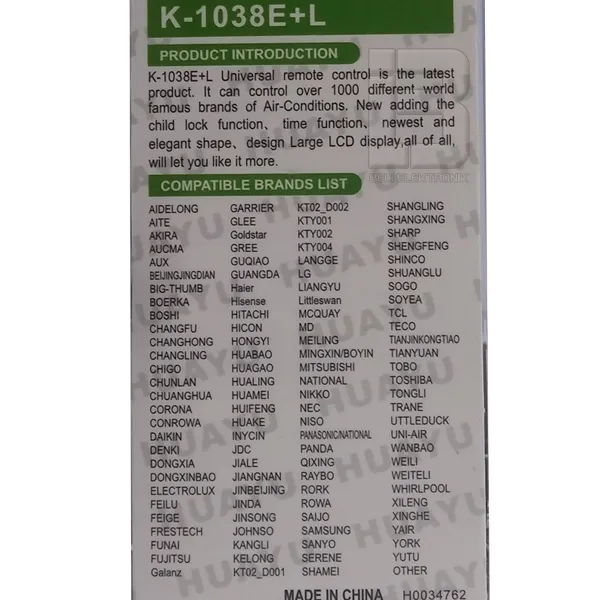 K-1038E+L
PRODUCT INTRODUCTION
K-1038E+L Universal remote control is the latest
product. It can control over 1000 different world
famous brands of Air-Conditions. New adding the
child lock function、 time function、 newest and
elegant shape、 design Large LCD display,all of all,
will let you like it more.
COMPATIBLE BRANDS LIST
AIDELONG GARRIER KT02_D002 SHANGLING
AITE GLEE KTY001 SHANGXING
AKIRA Goldstar KTY002 SHARP
AUCMA GREE KTY004 SHENGFENG
AUX GUQIAO LANGGE SHINCO
BEIJINGJINGDIAN GUANGDA LG SHUANGLU
BIG-THUMB Haier LIANGYU SOGO
BOERKA Hisense Littleswan SOYEA
BOSHI HITACHI MCQUAY TCL
CHANGFU HICON MD TECO
CHANGHONG HONGYI MEILING TIANJINKONGTIAO
CHANGLING HUABAO MINGXIN/BOYIN TIANYUAN
CHIGO HUAGAO MITSUBISHI TOBO
CHUNLAN HUALING NATIONAL TOSHIBA
CHUANGHUA HUAMEI NIKKO TONGLI
CORONA HUIFENG NEC TRANE
CONROWA HUAKE NISO UTTLEDUCK
DAIKIN INYCIN PANASONIC/NATIONAL UNI-AIR
DENKI JDC PANDA WANBAO
DONGXIA JIALE QIXING WEILI
DONGXINBAO JIANGNAN RAYBO WEITELI
ELECTROLUX JINBEIJING RORK WHIRLPOOL
FEILU JINDA ROWA XILENG
FEIGE JINSONG SAIJO XINGHE
FRESTECH JOHNSO SAMSUNG YAIR
FUNAI KANGLI SANYO YORK
FUJITSU KELONG SERENE YUTU
Galanz KT02_D001 SHAMEI OTHER
MADE IN CHINA H0034762